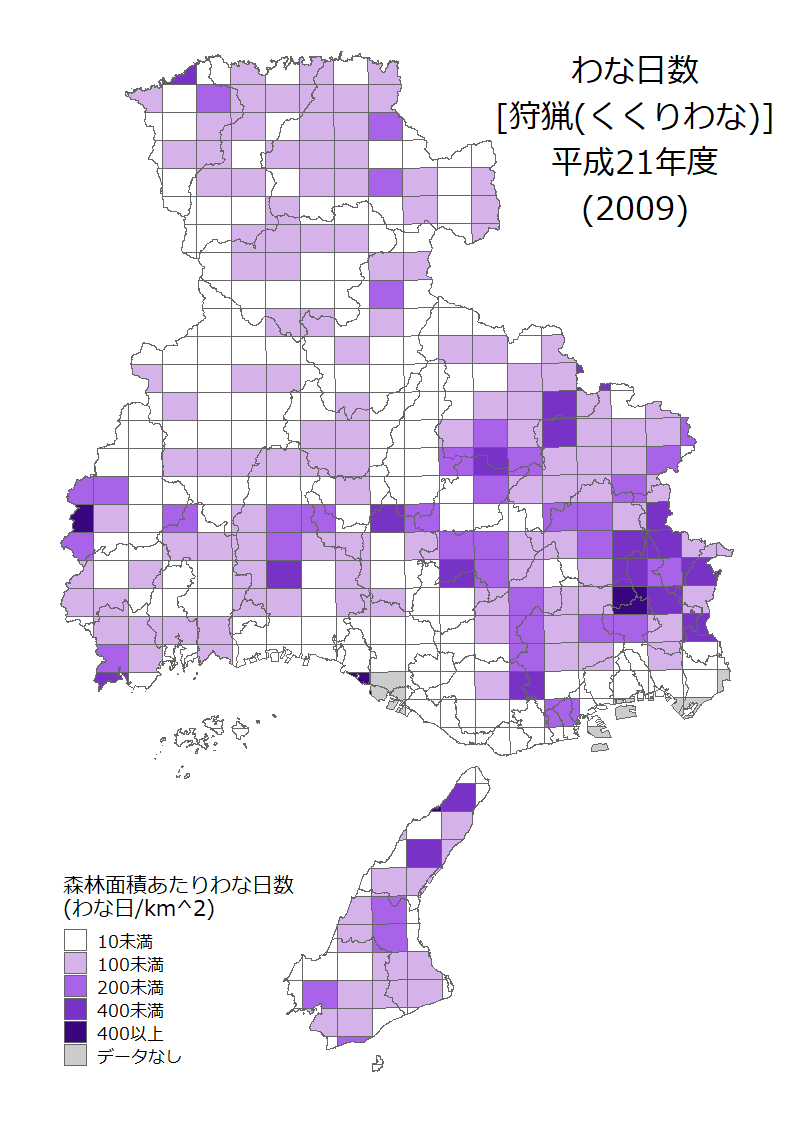 わな日数
[狩猟(くくりわな)]
平成21年度
(2009)
森林面積あたりわな日数
(わな日/km^2)
10未満
100未満
200未満
400未満
400以上
データなし